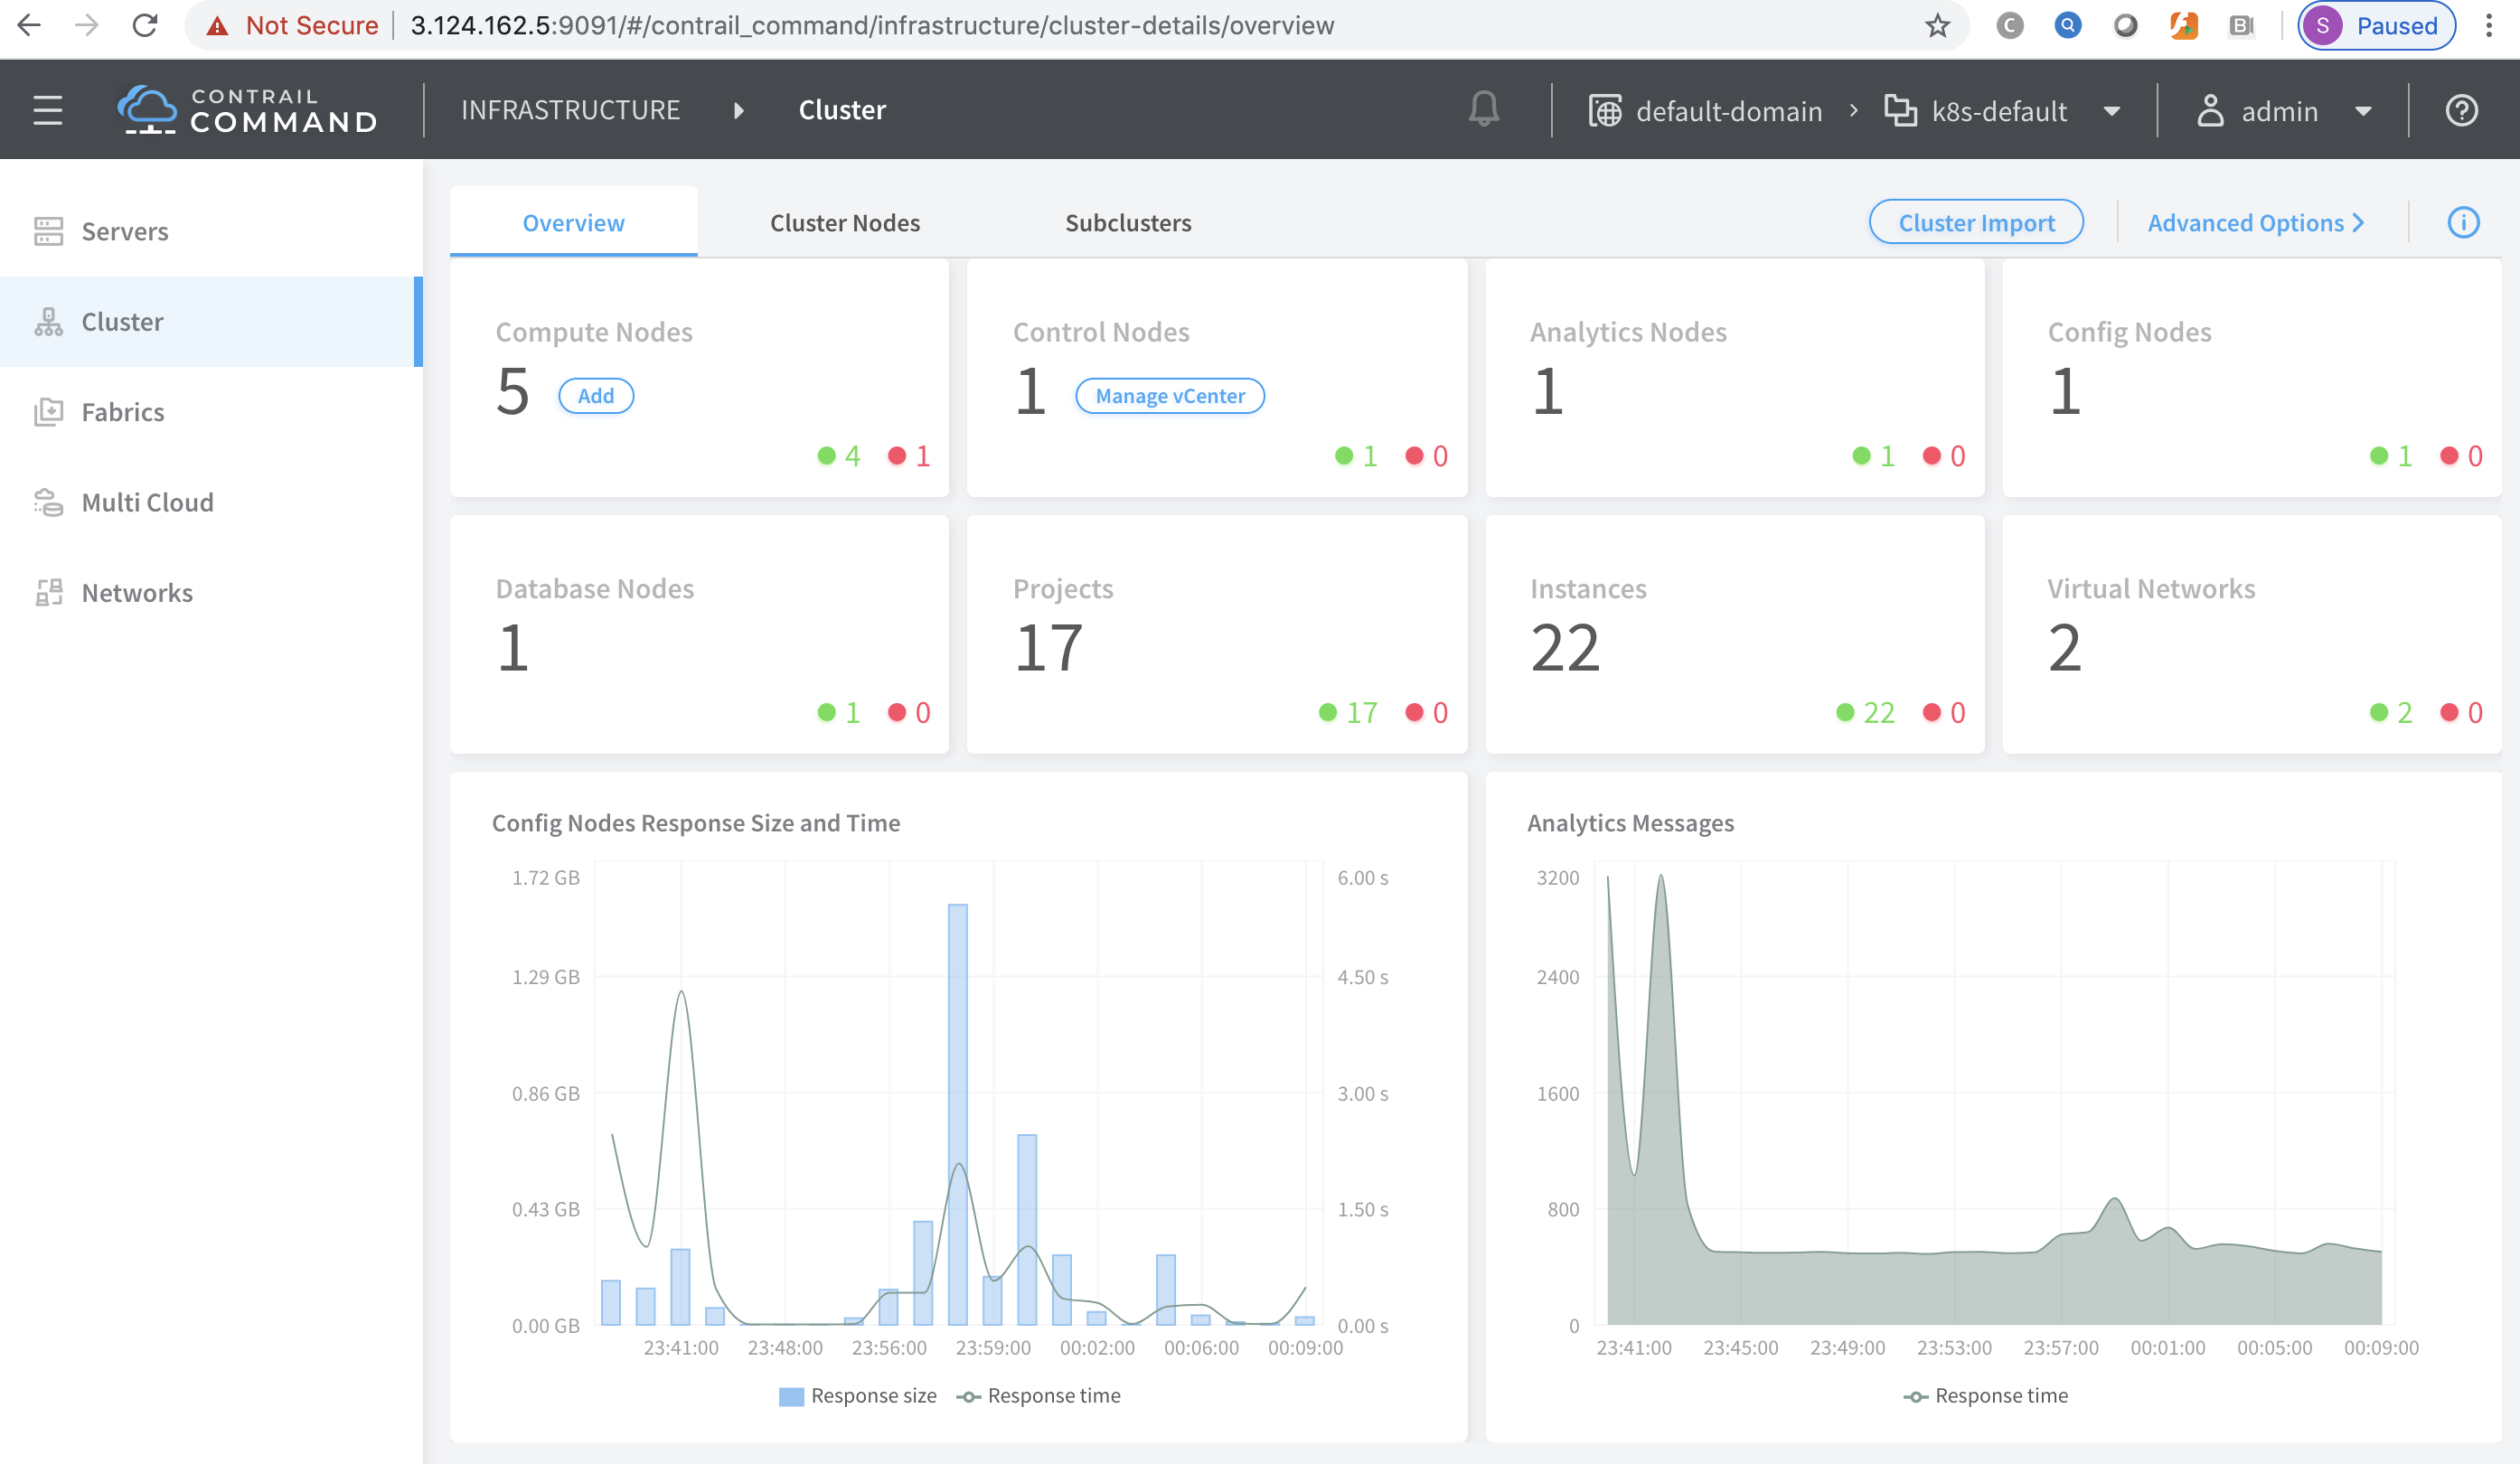 Not Secure 3.124.162.5:9091/#/contrail_command/infrastructure/cluster-details/overview C Q B S Paused
CONTRAIL
COMMAND
INFRASTRUCTURE Cluster default-domain k8s-default admin ?
Servers
Cluster
Fabrics
Multi Cloud
Networks
Overview Cluster Nodes Subclusters Cluster Import Advanced Options i
Compute Nodes
5 Add
4 1
Control Nodes
1 Manage vCenter
1 0
Analytics Nodes
1
1 0
Config Nodes
1
1 0
Database Nodes
1
1 0
Projects
17
17 0
Instances
22
22 0
Virtual Networks
2
2 0
Config Nodes Response Size and Time
1.72 GB 6.00 s
1.29 GB 4.50 s
0.86 GB 3.00 s
0.43 GB 1.50 s
0.00 GB 0.00 s
23:41:00 23:48:00 23:56:00 23:59:00 00:02:00 00:06:00 00:09:00
Response size Response time
Analytics Messages
3200
2400
1600
800
0
23:41:00 23:45:00 23:49:00 23:53:00 23:57:00 00:01:00 00:05:00 00:09:00
Response time